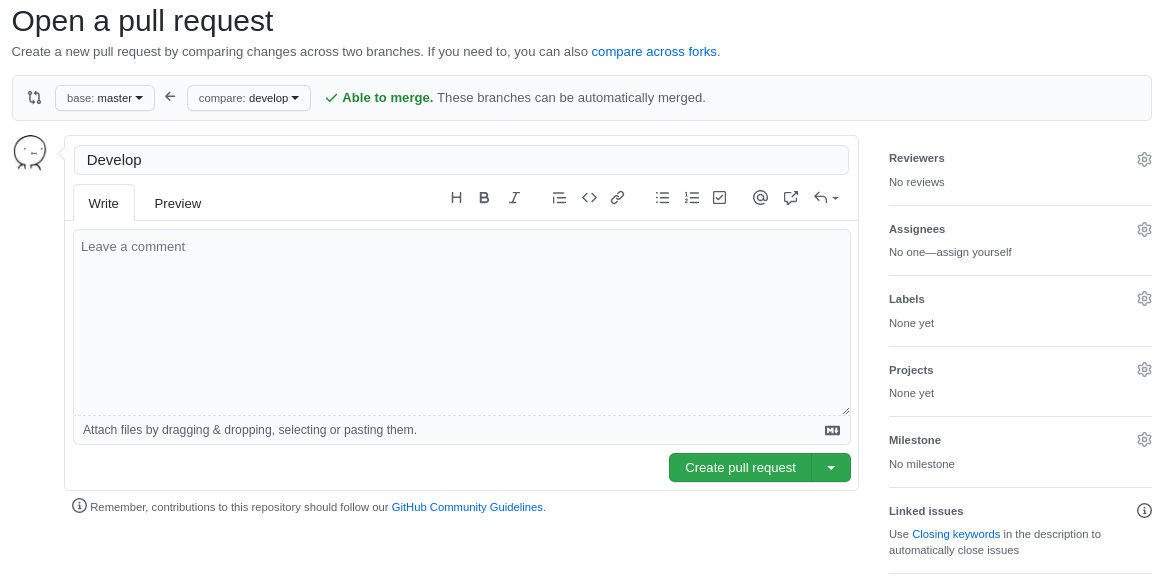 Open a pull request
Create a new pull request by comparing changes across two branches. If you need to, you can also compare across forks.
base: master
compare: develop
Able to merge. These branches can be automatically merged.
Develop
Write
Preview
Leave a comment
Attach files by dragging & dropping, selecting or pasting them.
Create pull request
Remember, contributions to this repository should follow our GitHub Community Guidelines.
Reviewers
No reviews
Assignees
No one—assign yourself
Labels
None yet
Projects
None yet
Milestone
No milestone
Linked issues
Use Closing keywords in the description to
automatically close issues